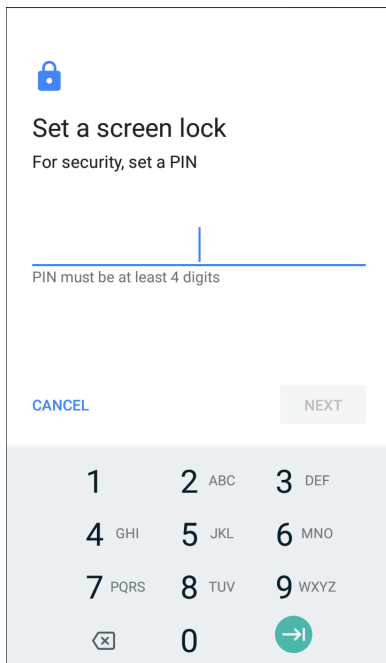 Set a screen lock
For security, set a PIN
PIN must be at least 4 digits
CANCEL NEXT
1 2 ABC 3 DEF
4 GHI 5 JKL 6 MNO
7 PQRS 8 TUV 9 WXYZ
0